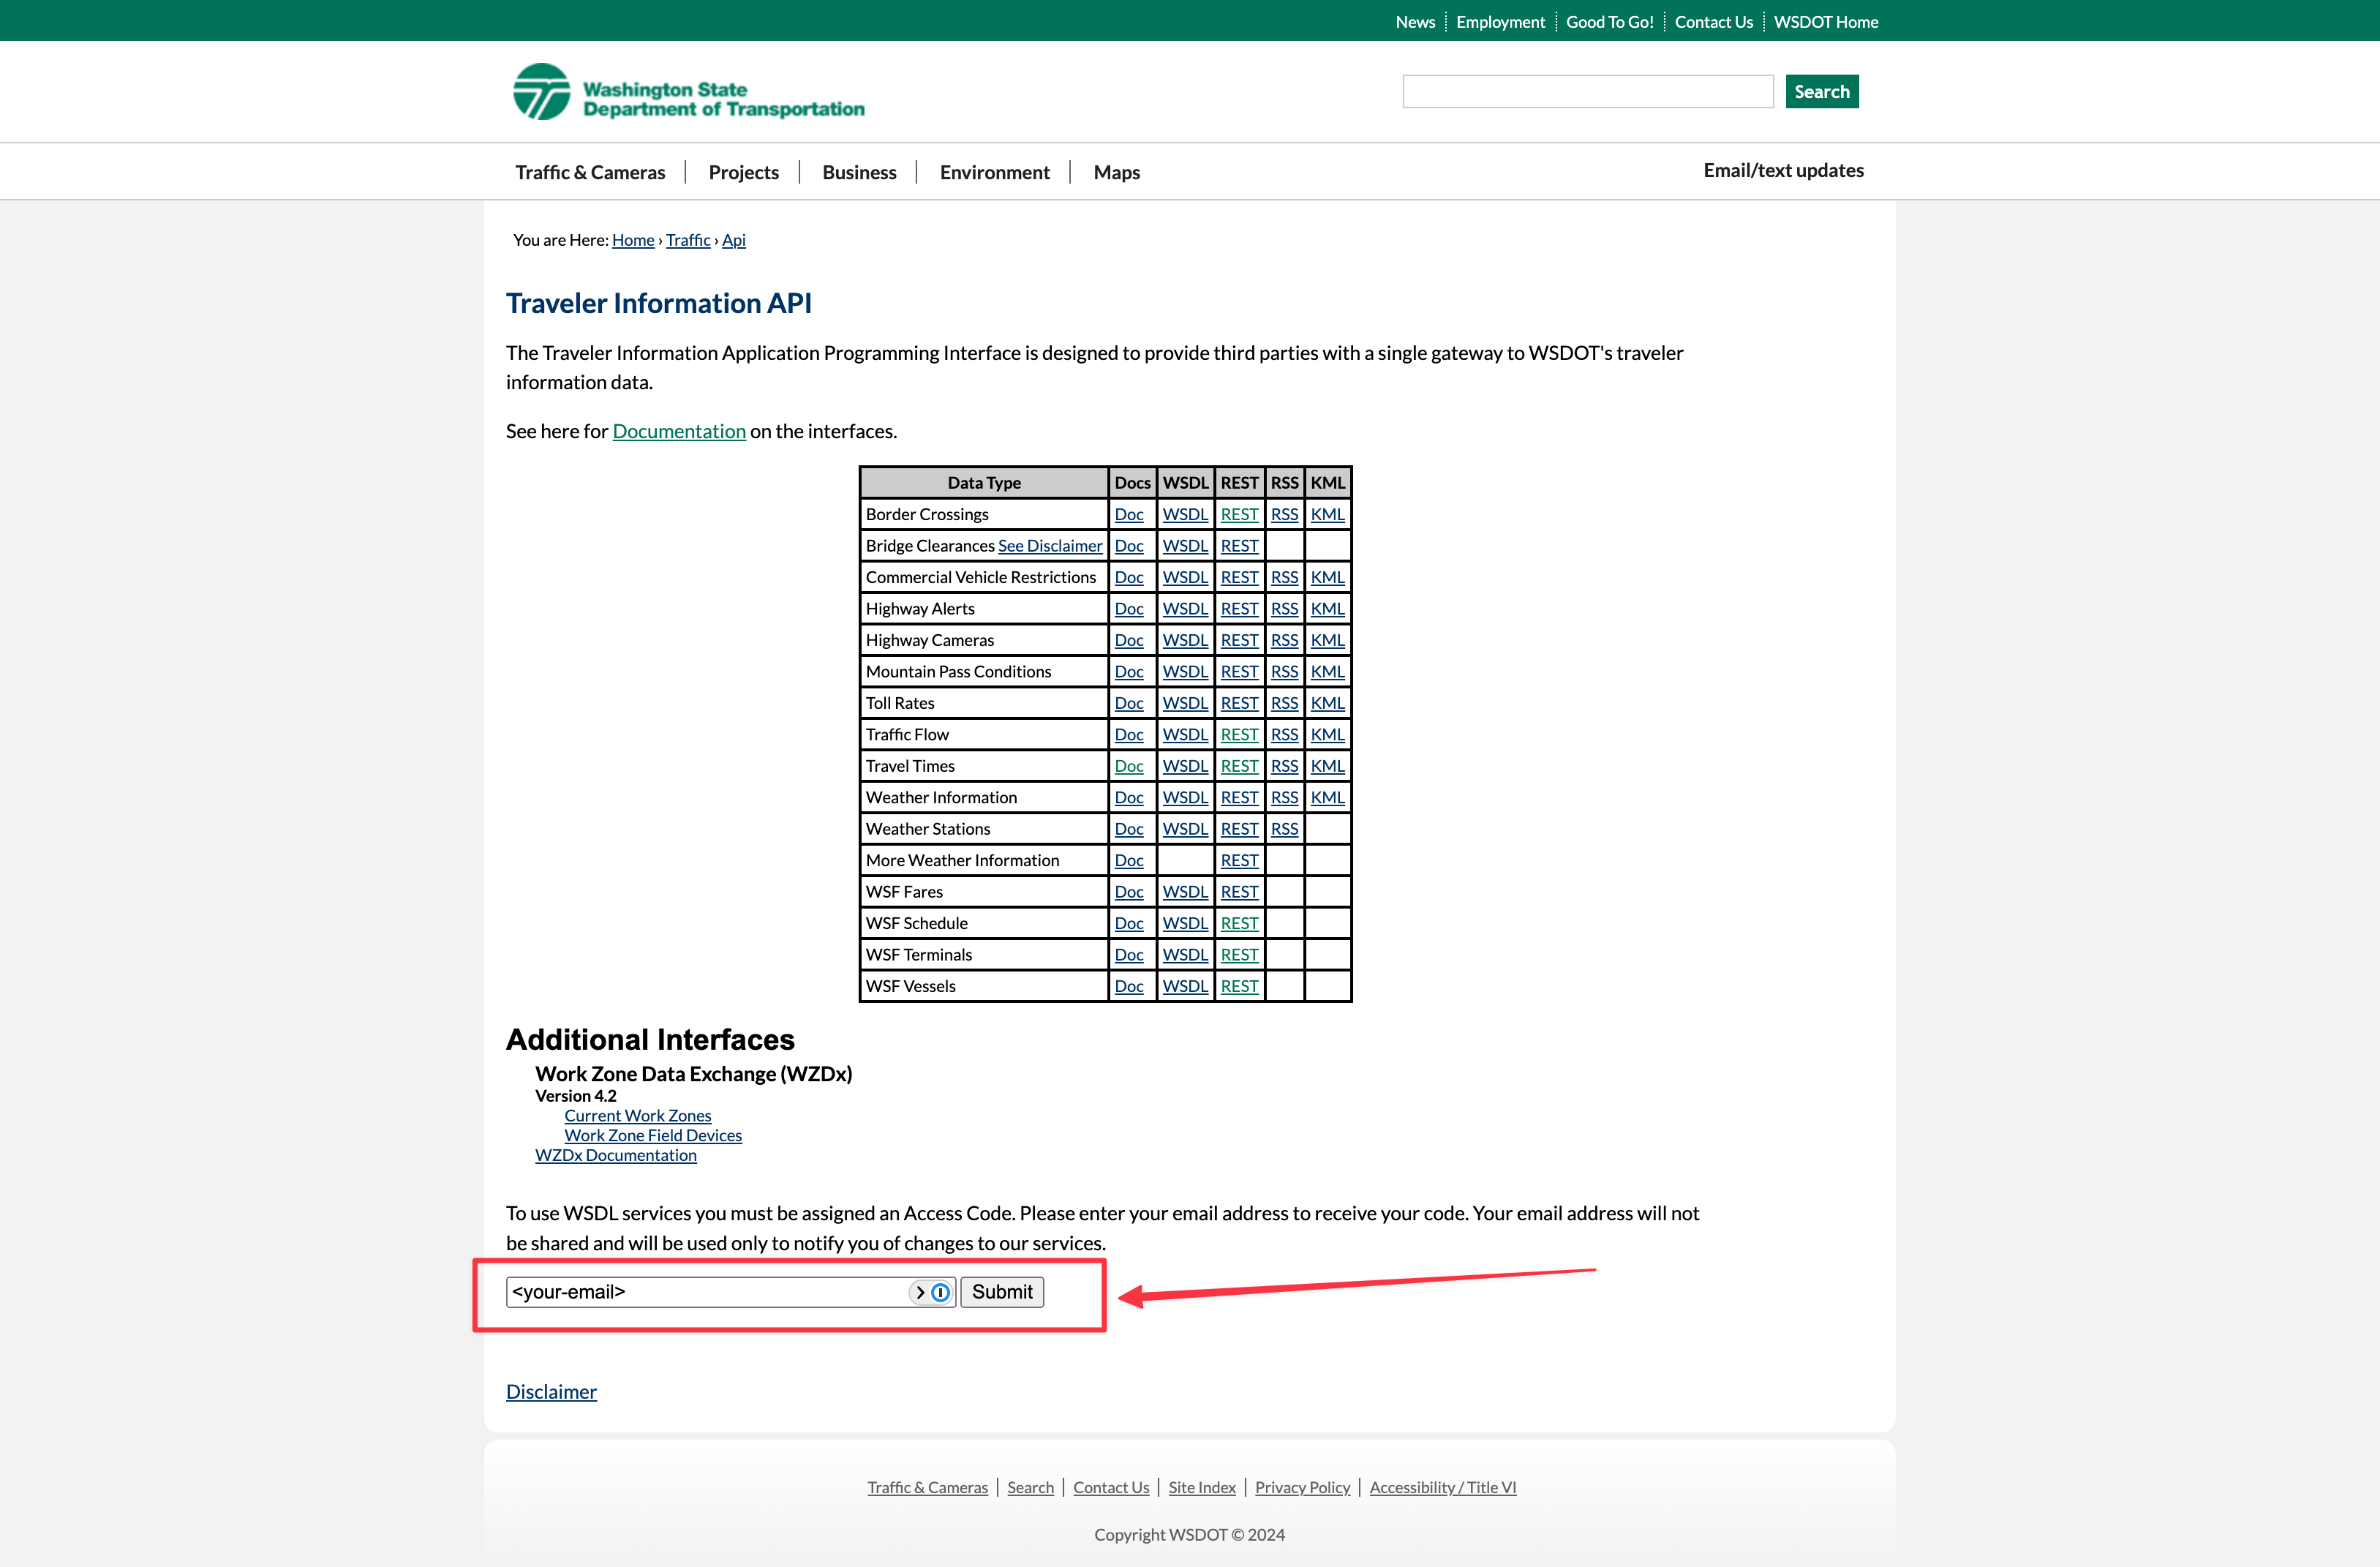 News Employment Good To Go! Contact Us WSDOT Home
Washington State
Department of Transportation
Search
Traffic & Cameras Projects Business Environment Maps
Email/text updates
You are Here: Home › Traffic › Api
Traveler Information API
The Traveler Information Application Programming Interface is designed to provide third parties with a single gateway to WSDOT's traveler
information data.
See here for Documentation on the interfaces.
Data Type Docs WSDL REST RSS KML
Border Crossings Doc WSDL REST RSS KML
Bridge Clearances See Disclaimer Doc WSDL REST
Commercial Vehicle Restrictions Doc WSDL REST RSS KML
Highway Alerts Doc WSDL REST RSS KML
Highway Cameras Doc WSDL REST RSS KML
Mountain Pass Conditions Doc WSDL REST RSS KML
Toll Rates Doc WSDL REST RSS KML
Traffic Flow Doc WSDL REST RSS KML
Travel Times Doc WSDL REST RSS KML
Weather Information Doc WSDL REST RSS KML
Weather Stations Doc WSDL REST RSS
More Weather Information Doc REST
WSF Fares Doc WSDL REST
WSF Schedule Doc WSDL REST
WSF Terminals Doc WSDL REST
WSF Vessels Doc WSDL REST
Additional Interfaces
Work Zone Data Exchange (WZDx)
Version 4.2
Current Work Zones
Work Zone Field Devices
WZDx Documentation
To use WSDL services you must be assigned an Access Code. Please enter your email address to receive your code. Your email address will not
be shared and will be used only to notify you of changes to our services.
<your-email> Submit
Disclaimer
Traffic & Cameras Search Contact Us Site Index Privacy Policy Accessibility / Title VI
Copyright WSDOT © 2024